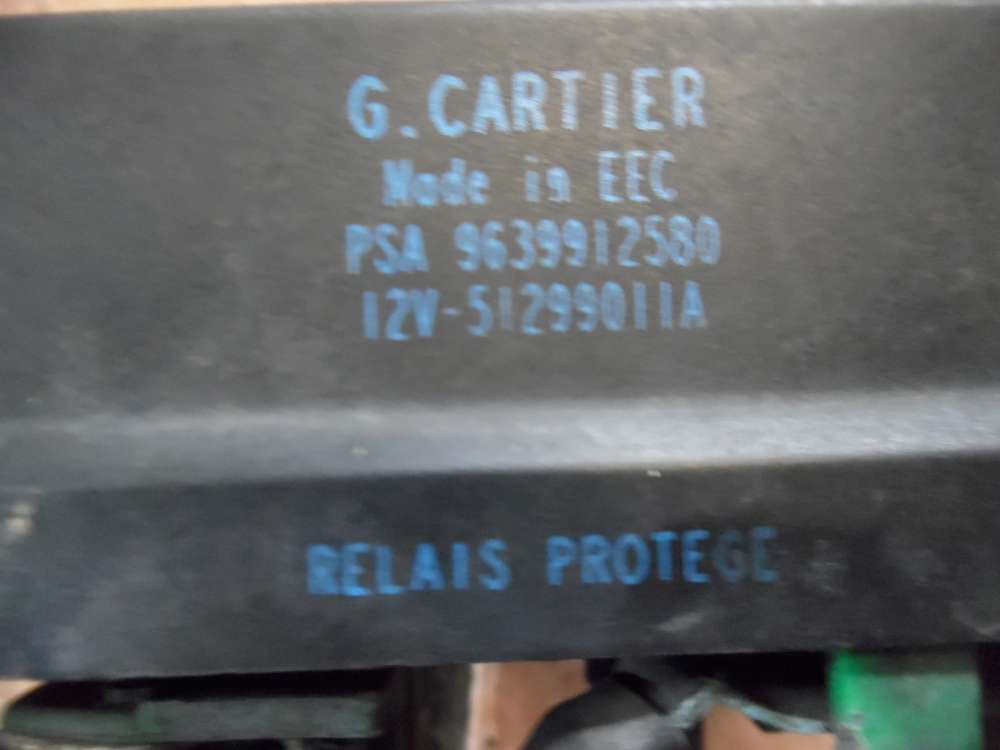 G.CARTIER
Made in EEC
PSA 9639912580
12V-51299011A
RELAIS PROTEGE